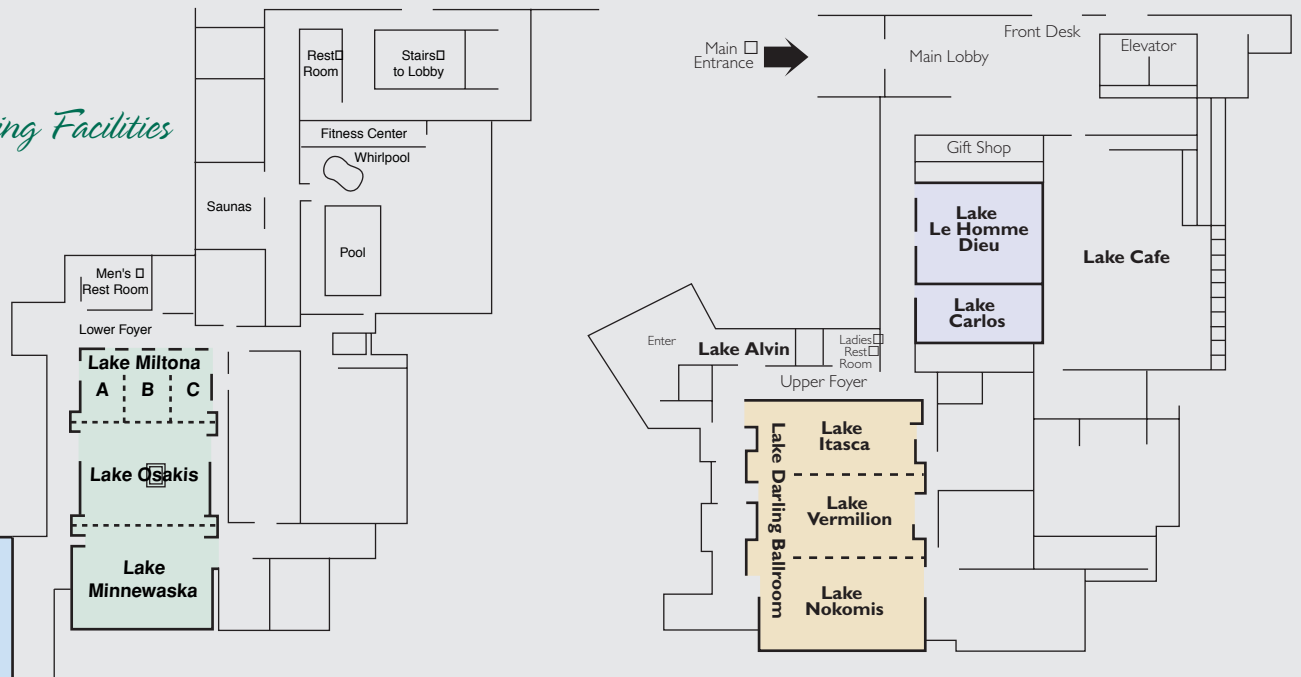 Facilities
Rest
Room
Stairs
to Lobby
Fitness Center
Whirlpool
Saunas
Pool
Men's
Rest Room
Lower Foyer
Lake Miltona
A B C
Lake Osakis
Lake
Minnewaska
Main
Entrance
Main Lobby
Front Desk
Elevator
Gift Shop
Lake
Le Homme
Dieu
Lake
Carlos
Lake Cafe
Enter
Lake Alvin
Ladies
Rest
Room
Upper Foyer
Lake Darling Ballroom
Lake
Itasca
Lake
Vermilion
Lake
Nokomis